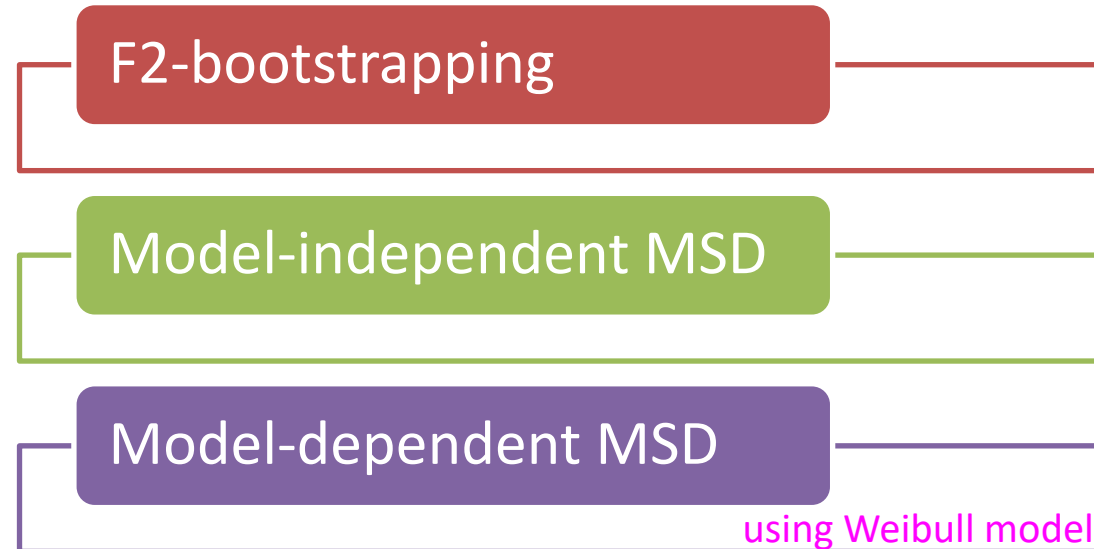 F2-bootstrapping
Model-independent MSD
Model-dependent MSD
using Weibull model